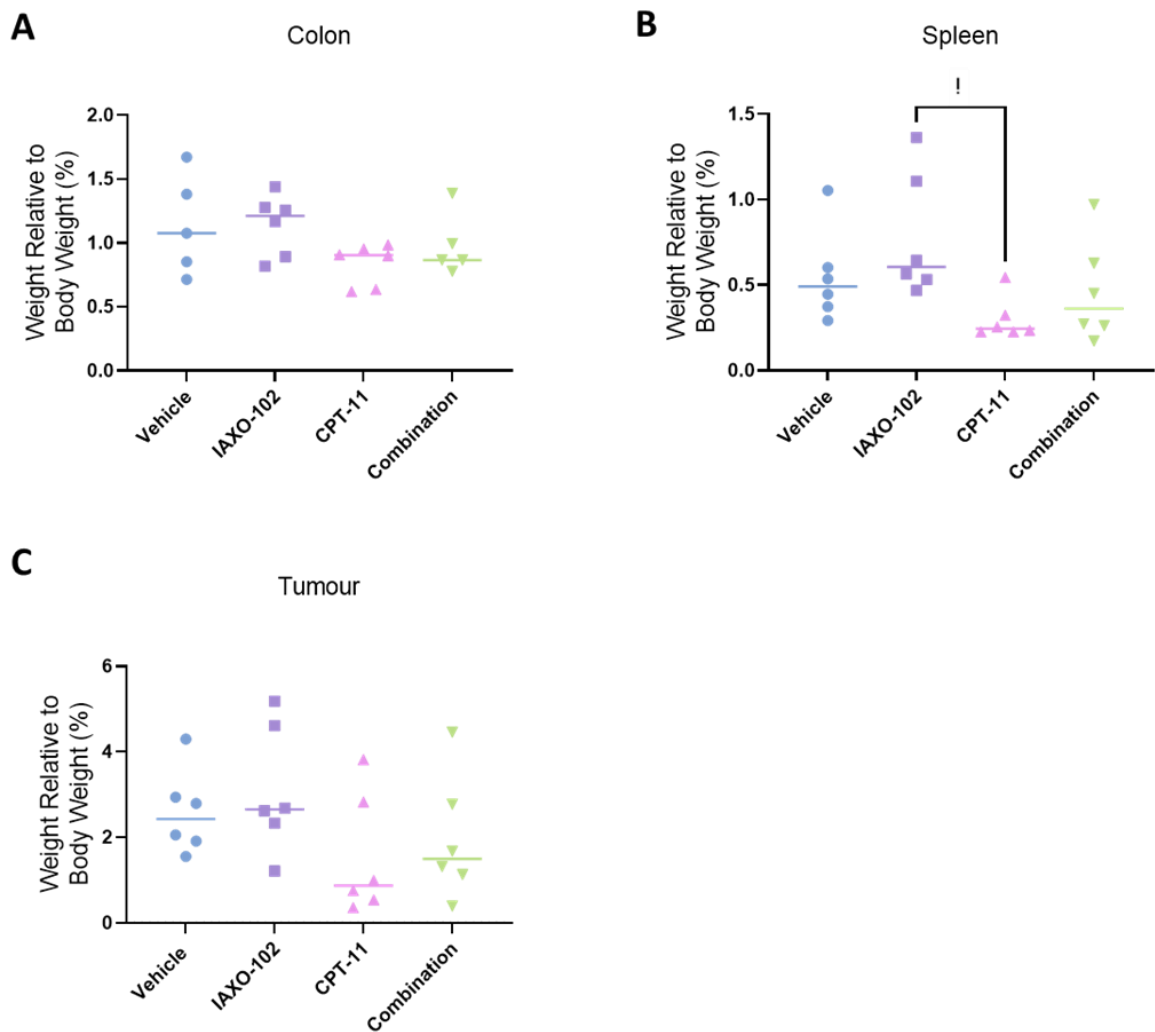 A
Colon
Weight Relative to
Body Weight (%)
2.0
1.5
1.0
0.5
0.0
Vehicle
IAXO-102
CPT-11
Combination
B
Spleen
!
Weight Relative to
Body Weight (%)
1.5
1.0
0.5
0.0
Vehicle
IAXO-102
CPT-11
Combination
C
Tumour
Weight Relative to
Body Weight (%)
6
4
2
0
Vehicle
IAXO-102
CPT-11
Combination